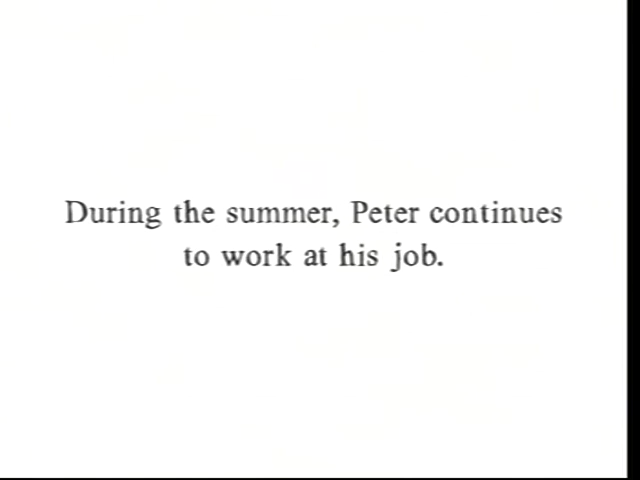 During the summer, Peter continues
to work at his job.